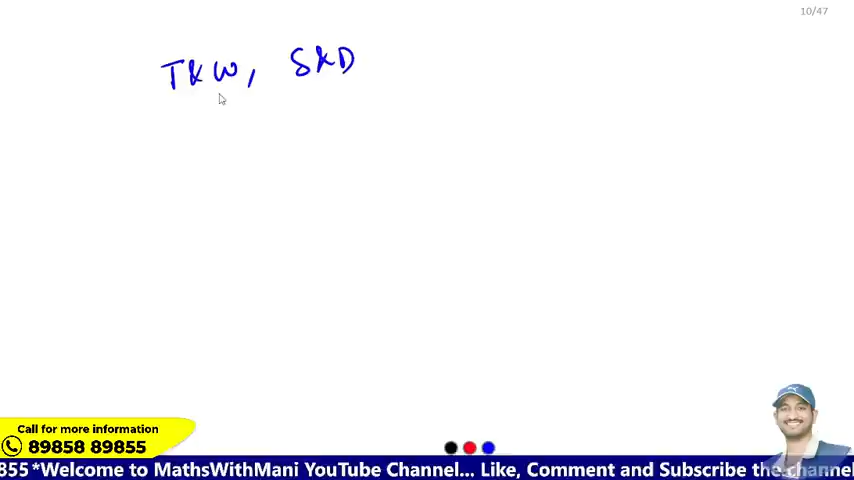 10/47
T&W, S&D
Call for more information
89858 89855
855 *Welcome to MathsWithMani YouTube Channel... Like, Comment and Subscribe the channel